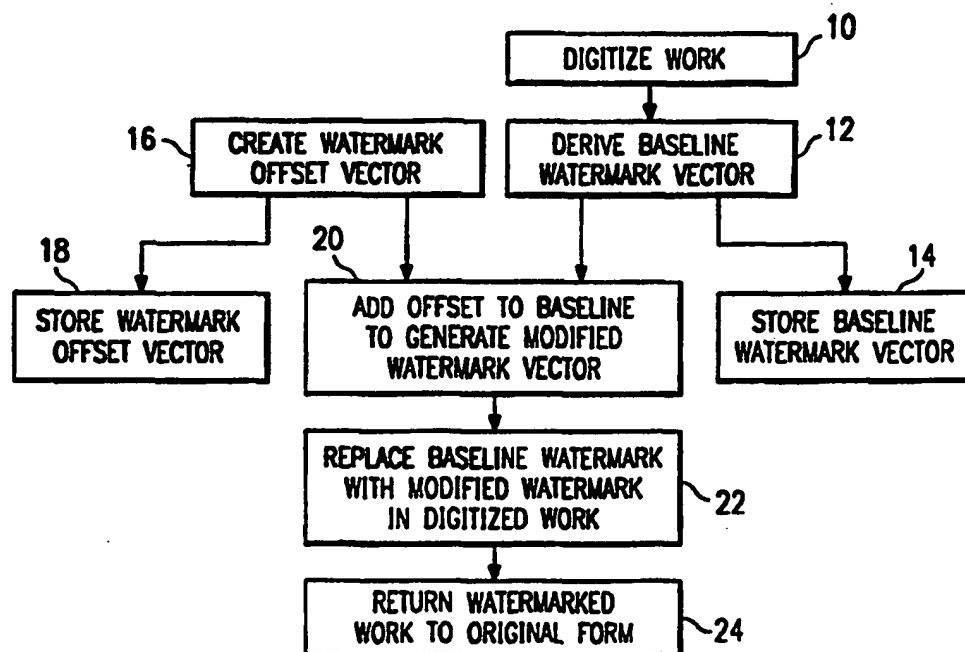 10
DIGITIZE WORK
16
CREATE WATERMARK
OFFSET VECTOR
12
DERIVE BASELINE
WATERMARK VECTOR
18
STORE WATERMARK
OFFSET VECTOR
20
ADD OFFSET TO BASELINE
TO GENERATE MODIFIED
WATERMARK VECTOR
14
STORE BASELINE
WATERMARK VECTOR
REPLACE BASELINE WATERMARK
WITH MODIFIED WATERMARK
IN DIGITIZED WORK
22
RETURN WATERMARKED
WORK TO ORIGINAL FORM
24